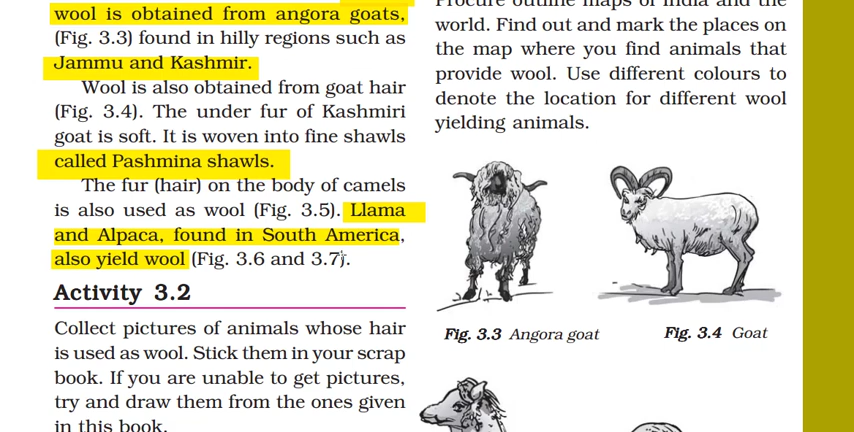 wool is obtained from angora goats,
(Fig. 3.3) found in hilly regions such as
Jammu and Kashmir.
Wool is also obtained from goat hair
(Fig. 3.4). The under fur of Kashmiri
goat is soft. It is woven into fine shawls
called Pashmina shawls.
The fur (hair) on the body of camels
is also used as wool (Fig. 3.5). Llama
and Alpaca, found in South America,
also yield wool (Fig. 3.6 and 3.7).
Activity 3.2
Collect pictures of animals whose hair
is used as wool. Stick them in your scrap
book. If you are unable to get pictures,
try and draw them from the ones given
in this book.
Procure outline maps of India and the
world. Find out and mark the places on
the map where you find animals that
provide wool. Use different colours to
denote the location for different wool
yielding animals.
Fig. 3.3 Angora goat
Fig. 3.4 Goat